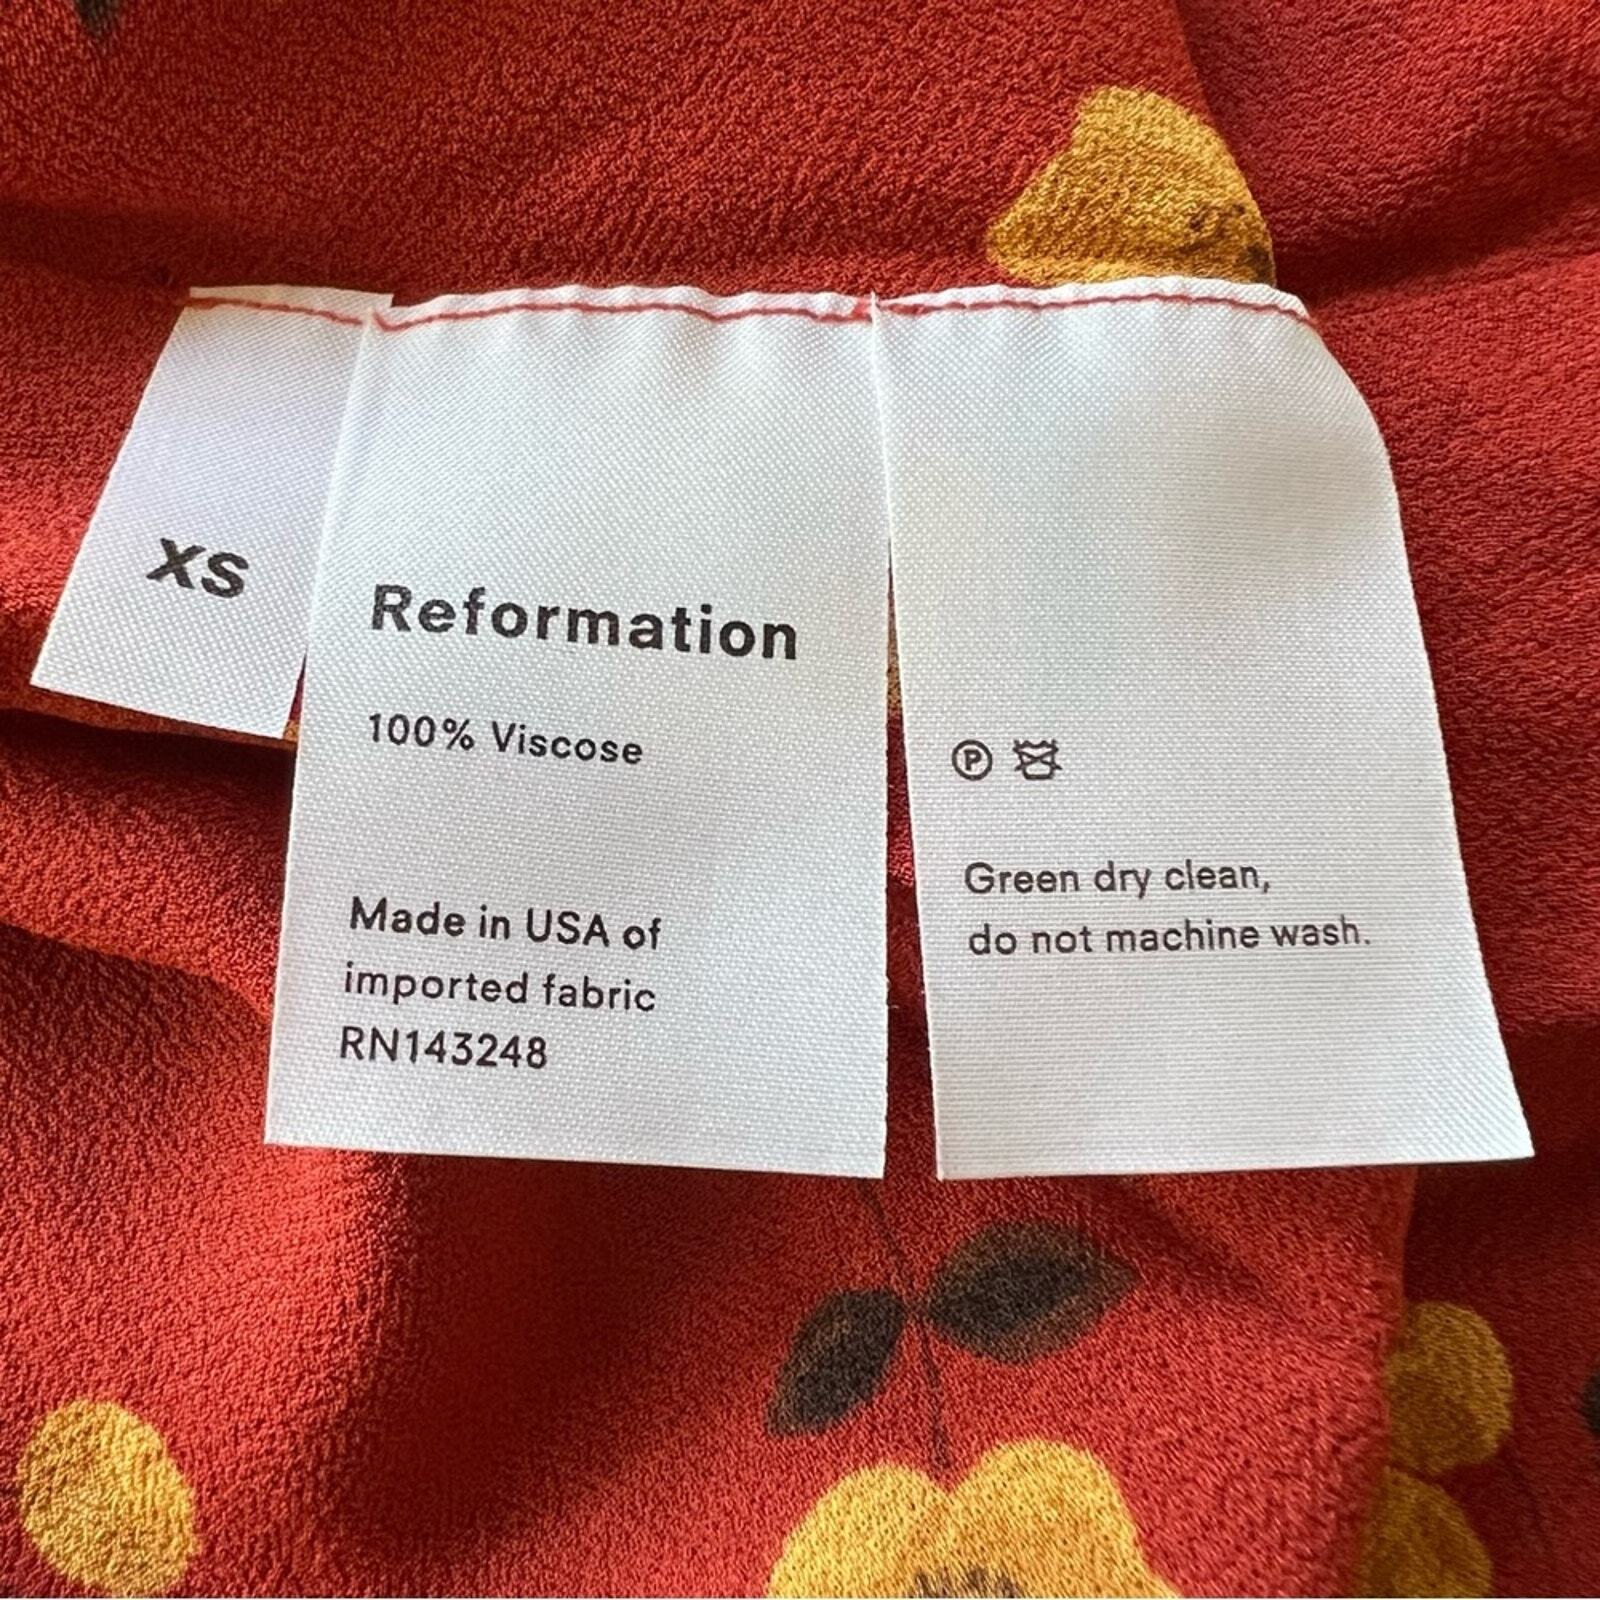 XS
Reformation
100% Viscose
Made in USA of
imported fabric
RN143248
P
Green dry clean,
do not machine wash.